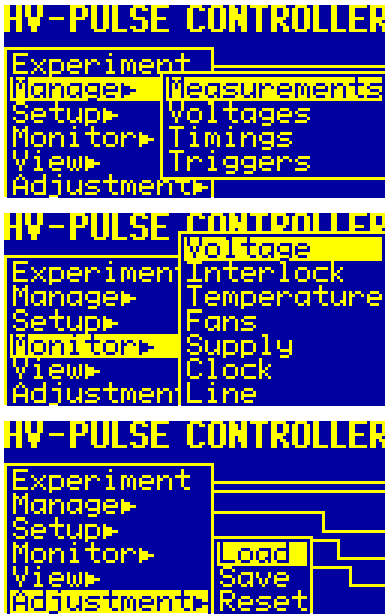 HV-PULSE CONTROLLER
Experiment
Manage▸ Measurements
Setup▸ Voltages
Monitor▸ Timings
View▸ Triggers
Adjustment▸
HV-PULSE CONTROLLER
Voltage
Experiment Interlock
Manage▸ Temperature
Setup▸ Fans
Monitor▸ Supply
View▸ Clock
Adjustment Line
HV-PULSE CONTROLLER
Experiment
Manage▸
Setup▸
Monitor▸ Load
View▸ Save
Adjustment▸ Reset